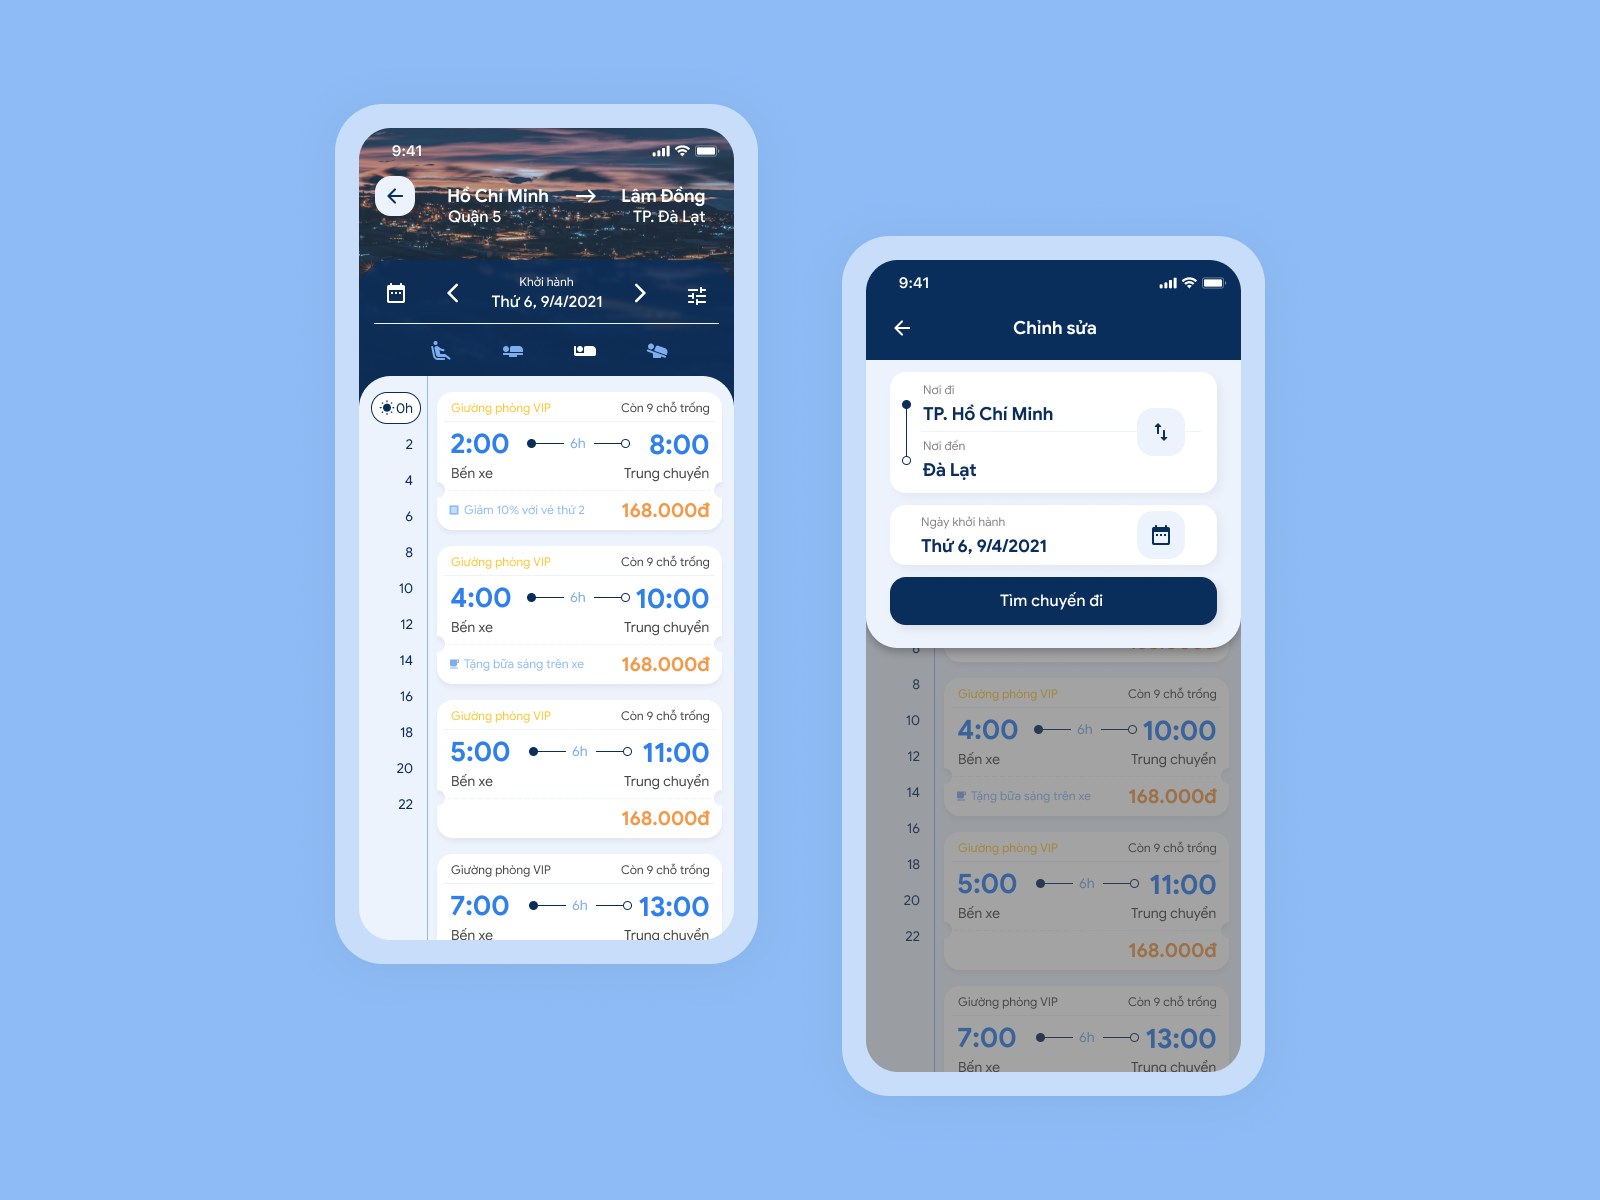 9:41
Hồ Chí Minh → Lâm Đồng
Quận 5 TP. Đà Lạt
Khởi hành
Thứ 6, 9/4/2021
0h
2
4
6
8
10
12
14
16
18
20
22
Giường phòng VIP Còn 9 chỗ trống
2:00 6h 8:00
Bến xe Trung chuyển
Giảm 10% với vé thứ 2 168.000đ
Giường phòng VIP Còn 9 chỗ trống
4:00 6h 10:00
Bến xe Trung chuyển
Tặng bữa sáng trên xe 168.000đ
Giường phòng VIP Còn 9 chỗ trống
5:00 6h 11:00
Bến xe Trung chuyển
168.000đ
Giường phòng VIP Còn 9 chỗ trống
7:00 6h 13:00
Bến xe Trung chuyển
9:41
Chỉnh sửa
Nơi đi
TP. Hồ Chí Minh
Nơi đến
Đà Lạt
Ngày khởi hành
Thứ 6, 9/4/2021
Tìm chuyến đi
6
8
10
12
14
16
18
20
22
168.000đ
Giường phòng VIP Còn 9 chỗ trống
4:00 6h 10:00
Bến xe Trung chuyển
Tặng bữa sáng trên xe 168.000đ
Giường phòng VIP Còn 9 chỗ trống
5:00 6h 11:00
Bến xe Trung chuyển
168.000đ
Giường phòng VIP Còn 9 chỗ trống
7:00 6h 13:00
Bến xe Trung chuyển